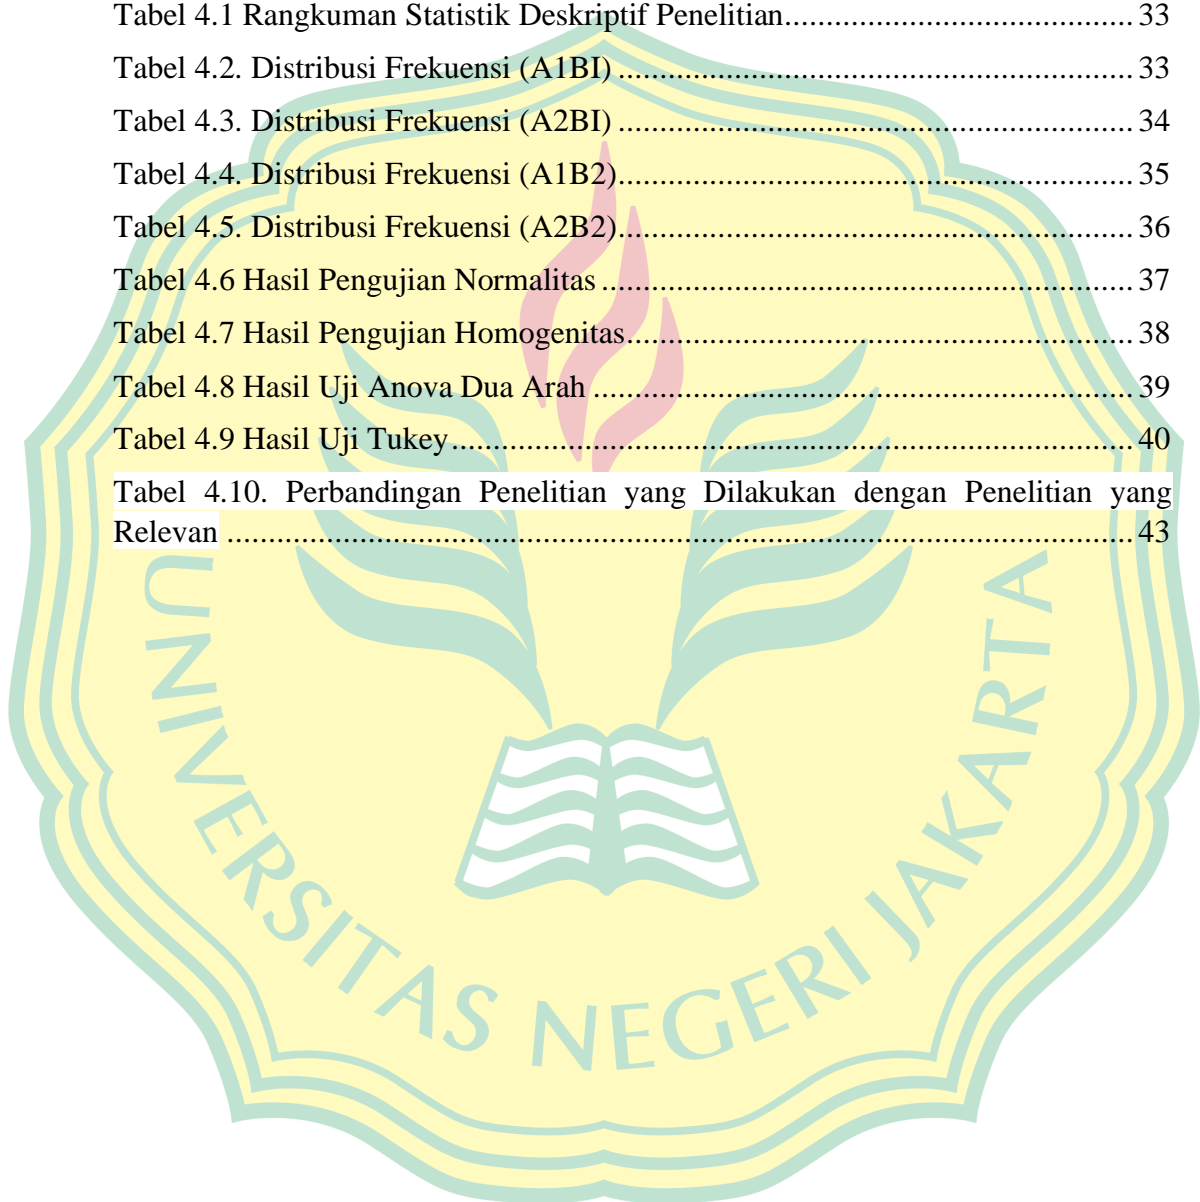 Tabel 4.1 Rangkuman Statistik Deskriptif Penelitian.......................................... 33
Tabel 4.2. Distribusi Frekuensi (A1BI) .............................................................. 33
Tabel 4.3. Distribusi Frekuensi (A2BI) .............................................................. 34
Tabel 4.4. Distribusi Frekuensi (A1B2).............................................................. 35
Tabel 4.5. Distribusi Frekuensi (A2B2).............................................................. 36
Tabel 4.6 Hasil Pengujian Normalitas ................................................................ 37
Tabel 4.7 Hasil Pengujian Homogenitas............................................................. 38
Tabel 4.8 Hasil Uji Anova Dua Arah ................................................................. 39
Tabel 4.9 Hasil Uji Tukey.................................................................................. 40
Tabel 4.10. Perbandingan Penelitian yang Dilakukan dengan Penelitian yang
Relevan ............................................................................................................. 43
UNIVERSITAS NEGERI JAKARTA